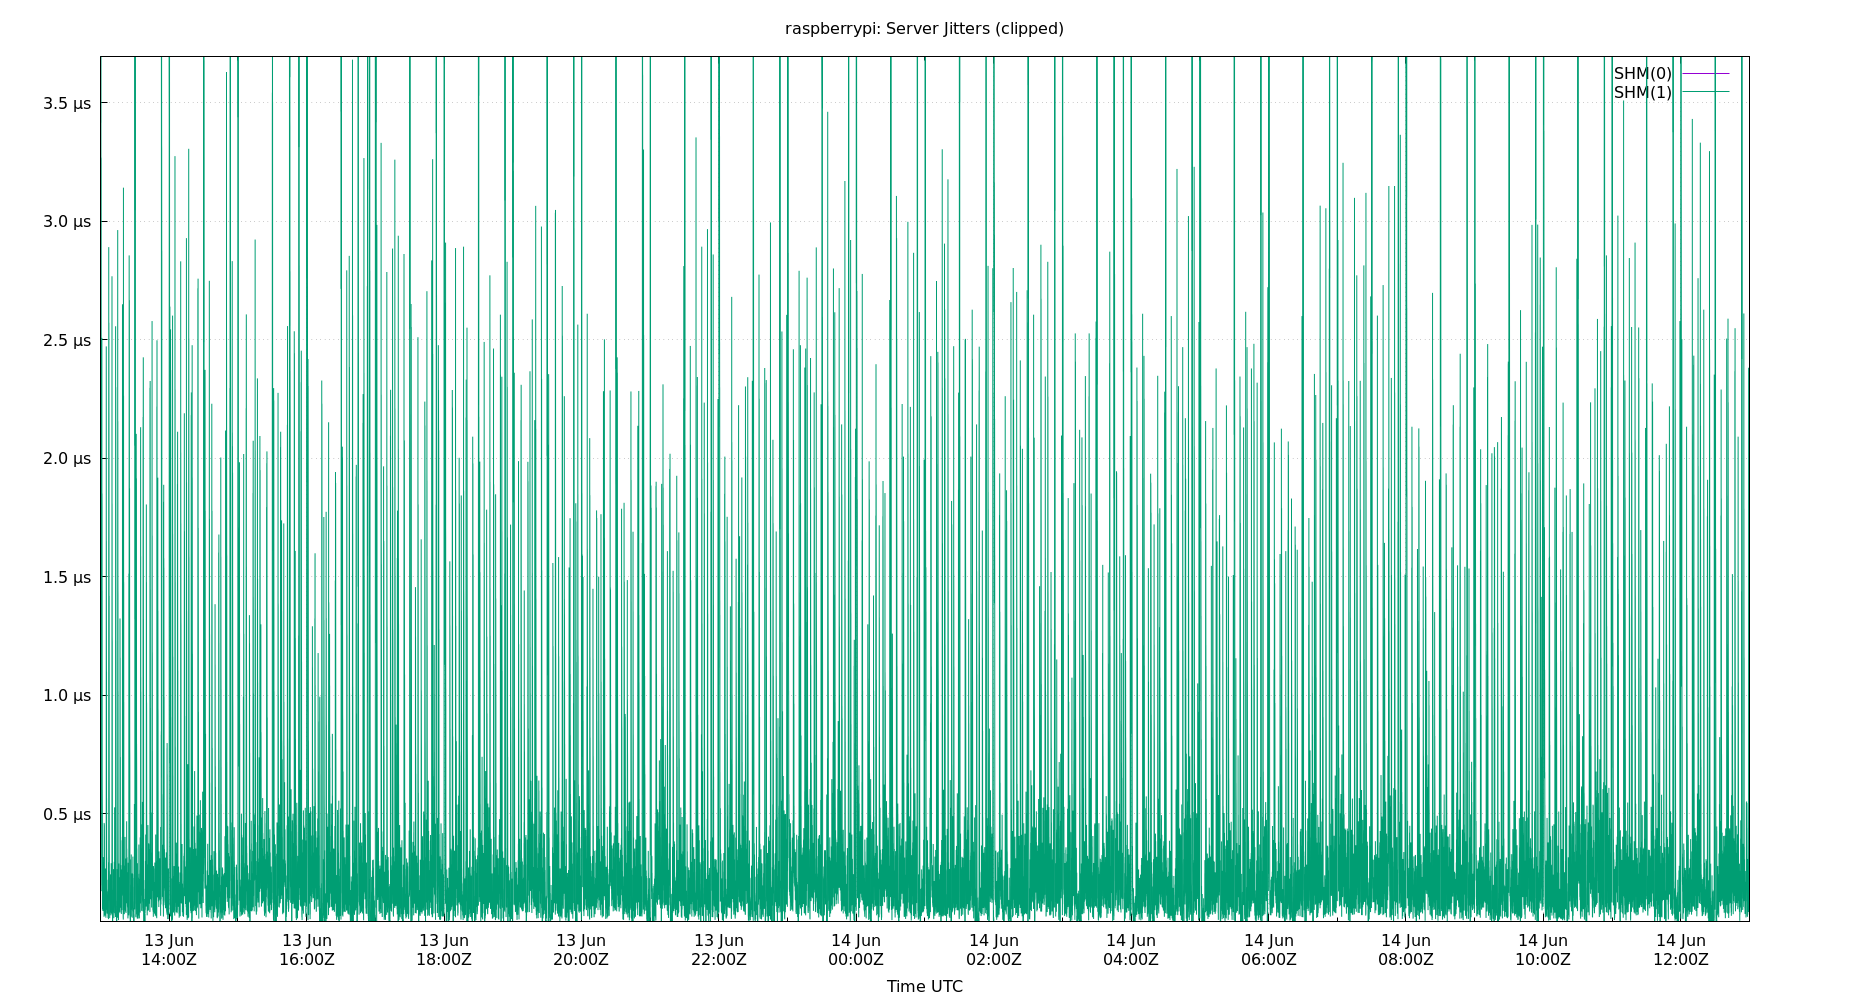 raspberrypi: Server Jitters (clipped)
SHM(0)
SHM(1)
3.5 µs
3.0 µs
2.5 µs
2.0 µs
1.5 µs
1.0 µs
0.5 µs
13 Jun 13 Jun 13 Jun 13 Jun 13 Jun 14 Jun 14 Jun 14 Jun 14 Jun 14 Jun 14 Jun 14 Jun
14:00Z 16:00Z 18:00Z 20:00Z 22:00Z 00:00Z 02:00Z 04:00Z 06:00Z 08:00Z 10:00Z 12:00Z
Time UTC